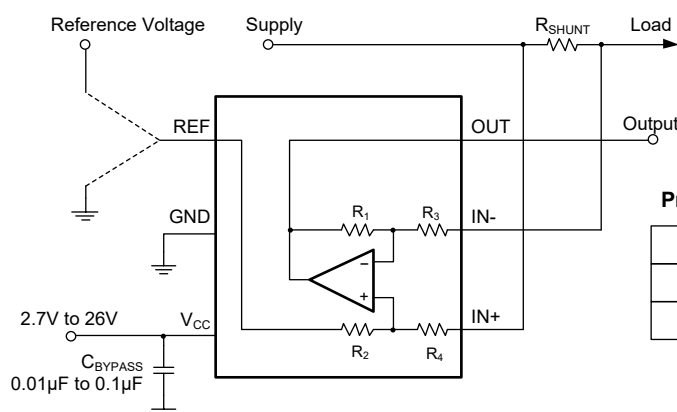 Reference Voltage
Supply
R_SHUNT
Load
REF
OUT
Output
GND
R1
R3
IN-
−
+
2.7V to 26V
VCC
R2
R4
IN+
CBYPASS
0.01µF to 0.1µF